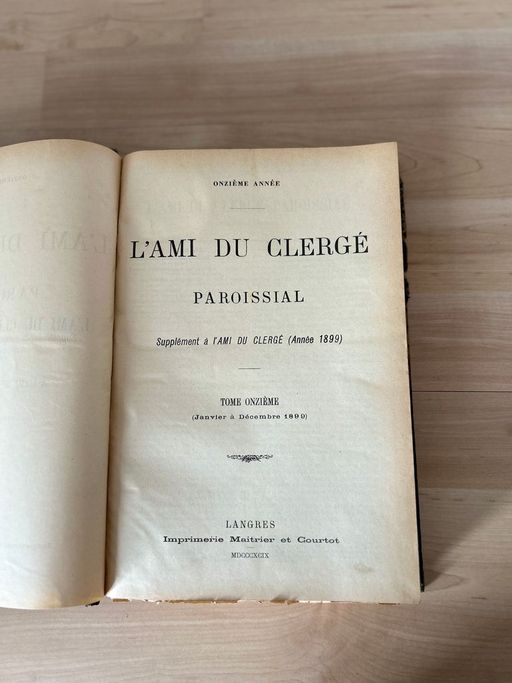 ONZIÈME ANNÉE
L'AMI DU CLERGÉ
PAROISSIAL
Supplément à l'AMI DU CLERGÉ (Année 1899)
TOME ONZIÈME
(Janvier à Décembre 1899)
LANGRES
Imprimerie Maitrier et Courtot
MDCCCXCIX